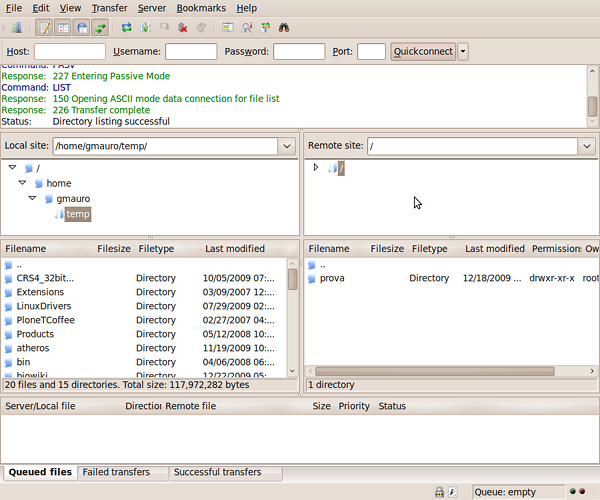 File Edit View Transfer Server Bookmarks Help
Host: Username: Password: Port: Quickconnect
Command: PASV
Response: 227 Entering Passive Mode
Command: LIST
Response: 150 Opening ASCII mode data connection for file list
Response: 226 Transfer complete
Status: Directory listing successful
Local site: /home/gmauro/temp/ Remote site: /
/ /
home
gmauro
temp
Filename Filesize Filetype Last modified Filename Filesize Filetype Last modified Permission: Ow
.. ..
CRS4_32bit... Directory 10/05/2009 07:... prova Directory 12/18/2009 ... drwxr-xr-x root
Extensions Directory 03/09/2007 12:...
LinuxDrivers Directory 07/29/2009 02:...
PloneTCoffee Directory 02/27/2007 04:...
Products Directory 05/12/2008 10:...
atheros Directory 11/19/2009 10:...
bin Directory 04/06/2008 06:...
biowiki Directory 12/22/2009 05:...
20 files and 15 directories. Total size: 117,972,282 bytes 1 directory
Server/Local file Direction Remote file Size Priority Status
Queued files Failed transfers Successful transfers
Queue: empty